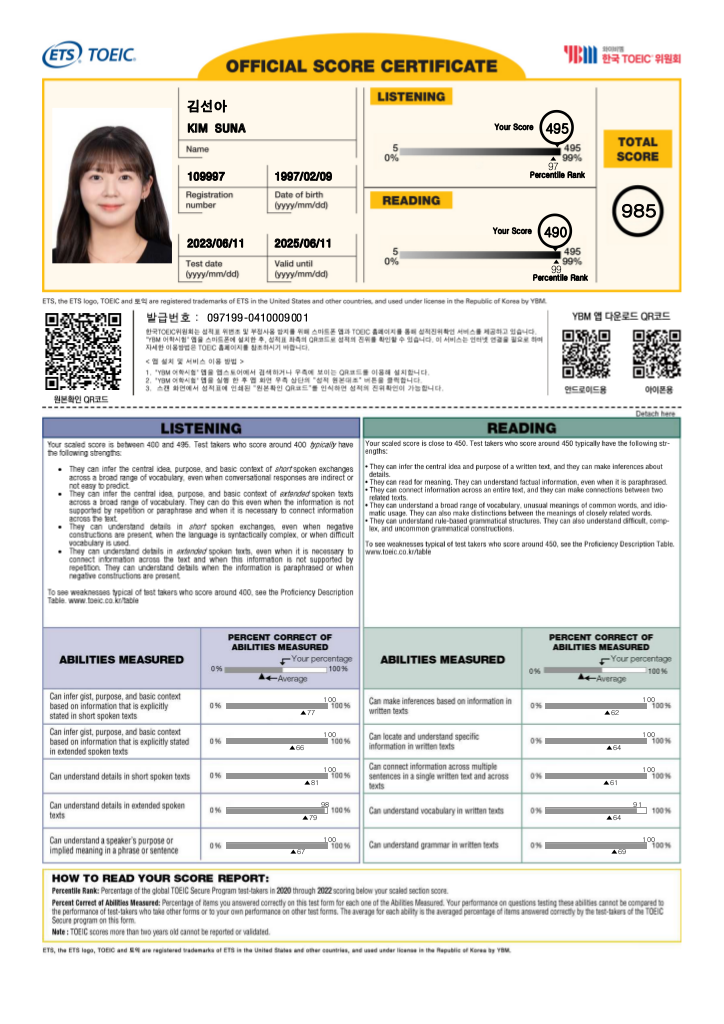 ETS TOEIC
OFFICIAL SCORE CERTIFICATE
YBM 와이비엠 한국 TOEIC 위원회
김선아
KIM SUNA
Name
109997 1997/02/09
Registration number Date of birth (yyyy/mm/dd)
2023/06/11 2025/06/11
Test date (yyyy/mm/dd) Valid until (yyyy/mm/dd)
LISTENING
Your Score 495
5 495
0% 99%
97
Percentile Rank
READING
Your Score 490
5 495
0% 99%
99
Percentile Rank
TOTAL SCORE
985
ETS, the ETS logo, TOEIC and 토익 are registered trademarks of ETS in the United States and other countries, and used under license in the Republic of Korea by YBM.
발급번호 : 097199-0410009001
한국TOEIC위원회는 성적표 위변조 및 부정사용 방지를 위해 스마트폰 앱과 TOEIC 홈페이지를 통해 성적진위확인 서비스를 제공하고 있습니다.
"YBM 어학시험" 앱을 스마트폰에 설치한 후, 성적표 좌측의 QR코드로 성적의 진위를 확인할 수 있습니다. 이 서비스는 인터넷 연결을 필요로 하며
자세한 이용방법은 TOEIC 홈페이지를 참조하시기 바랍니다.
< 앱 설치 및 서비스 이용 방법 >
1. "YBM 어학시험" 앱을 앱스토어에서 검색하거나 우측에 보이는 QR코드를 이용해 설치합니다.
2. "YBM 어학시험" 앱을 실행 한 후 앱 화면 우측 상단의 "성적 원본대조" 버튼을 클릭합니다.
3. 스캔 화면에서 성적표에 인쇄된 "원본확인 QR코드"를 인식하면 성적의 진위확인이 가능합니다.
원본확인 QR코드
YBM 앱 다운로드 QR코드
안드로이드용 아이폰용
Detach here
LISTENING
Your scaled score is between 400 and 495. Test takers who score around 400 typically have
the following strengths:
• They can infer the central idea, purpose, and basic context of short spoken exchanges
across a broad range of vocabulary, even when conversational responses are indirect or
not easy to predict.
• They can infer the central idea, purpose, and basic context of extended spoken texts
across a broad range of vocabulary. They can do this even when the information is not
supported by repetition or paraphrase and when it is necessary to connect information
across the text.
• They can understand details in short spoken exchanges, even when negative
constructions are present, when the language is syntactically complex, or when difficult
vocabulary is used.
• They can understand details in extended spoken texts, even when it is necessary to
connect information across the text and when this information is not supported by
repetition. They can understand details when the information is paraphrased or when
negative constructions are present.
To see weaknesses typical of test takers who score around 400, see the Proficiency Description
Table. www.toeic.co.kr/table
READING
Your scaled score is close to 450. Test takers who score around 450 typically have the following str-
engths:
• They can infer the central idea and purpose of a written text, and they can make inferences about
details.
• They can read for meaning. They can understand factual information, even when it is paraphrased.
• They can connect information across an entire text, and they can make connections between two
related texts.
• They can understand a broad range of vocabulary, unusual meanings of common words, and idio-
matic usage. They can also make distinctions between the meanings of closely related words.
• They can understand rule-based grammatical structures. They can also understand difficult, comp-
lex, and uncommon grammatical constructions.
To see weaknesses typical of test takers who score around 450, see the Proficiency Description Table.
www.toeic.co.kr/table
ABILITIES MEASURED
PERCENT CORRECT OF
ABILITIES MEASURED
Your percentage
0% 100%
Average
Can infer gist, purpose, and basic context
based on information that is explicitly
stated in short spoken texts
0% 100 100%
77
Can infer gist, purpose, and basic context
based on information that is explicitly stated
in extended spoken texts
0% 100 100%
66
Can understand details in short spoken texts
0% 100 100%
81
Can understand details in extended spoken
texts
0% 98 100%
79
Can understand a speaker's purpose or
implied meaning in a phrase or sentence
0% 100 100%
67
ABILITIES MEASURED
PERCENT CORRECT OF
ABILITIES MEASURED
Your percentage
0% 100%
Average
Can make inferences based on information in
written texts
0% 100 100%
62
Can locate and understand specific
information in written texts
0% 100 100%
64
Can connect information across multiple
sentences in a single written text and across
texts
0% 100 100%
61
Can understand vocabulary in written texts
0% 91 100%
64
Can understand grammar in written texts
0% 100 100%
69
HOW TO READ YOUR SCORE REPORT:
Percentile Rank: Percentage of the global TOEIC Secure Program test-takers in 2020 through 2022 scoring below your scaled section score.
Percent Correct of Abilities Measured: Percentage of items you answered correctly on this test form for each one of the Abilities Measured. Your performance on questions testing these abilities cannot be compared to
the performance of test-takers who take other forms or to your own performance on other test forms. The average for each ability is the averaged percentage of items answered correctly by the test-takers of the TOEIC
Secure program on this form.
Note : TOEIC scores more than two years old cannot be reported or validated.
ETS, the ETS logo, TOEIC and 토익 are registered trademarks of ETS in the United States and other countries, and used under license in the Republic of Korea by YBM.